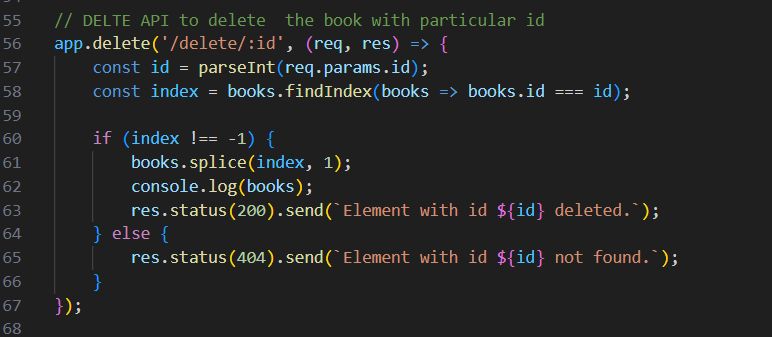 55 // DELTE API to delete  the book with particular id
56 app.delete('/delete/:id', (req, res) => {
57     const id = parseInt(req.params.id);
58     const index = books.findIndex(books => books.id === id);
59
60     if (index !== -1) {
61         books.splice(index, 1);
62         console.log(books);
63         res.status(200).send(`Element with id ${id} deleted.`);
64     } else {
65         res.status(404).send(`Element with id ${id} not found.`);
66     }
67 });
68